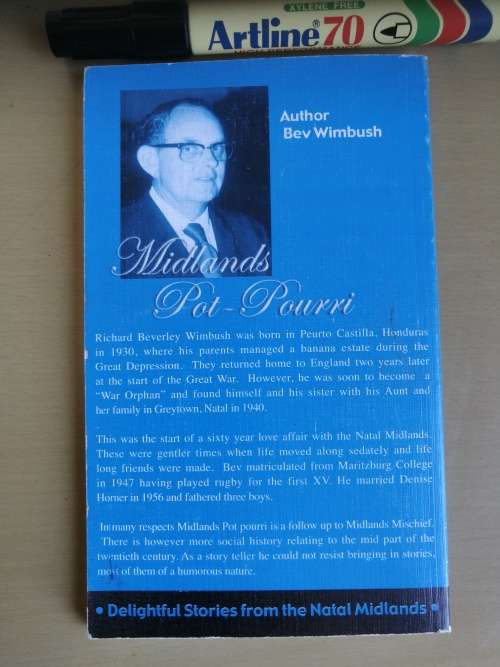 XYLENE FREE
Artline® 70
Author
Bev Wimbush
Midlands
Pot-Pourri
Richard Beverley Wimbush was born in Peurto Castilla, Honduras
in 1930, where his parents managed a banana estate during the
Great Depression. They returned home to England two years later
at the start of the Great War. However, he was soon to become a
“War Orphan” and found himself and his sister with his Aunt and
her family in Greytown, Natal in 1940.
This was the start of a sixty year love affair with the Natal Midlands.
These were gentler times when life moved along sedately and life
long friends were made. Bev matriculated from Maritzburg College
in 1947 having played rugby for the first XV. He married Denise
Horner in 1956 and fathered three boys.
In many respects Midlands Pot pourri is a follow up to Midlands Mischief.
There is however more social history relating to the mid part of the
twentieth century. As a story teller he could not resist bringing in stories,
most of them of a humorous nature.
• Delightful Stories from the Natal Midlands •